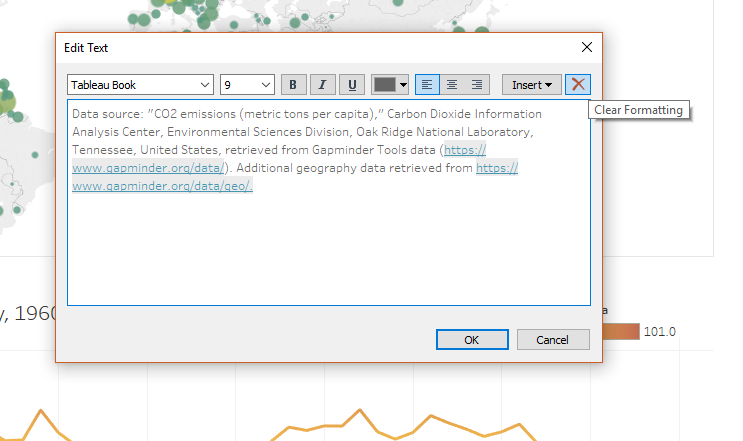 Edit Text
Tableau Book 9 B I U Insert
Clear Formatting
Data source: "CO2 emissions (metric tons per capita)," Carbon Dioxide Information
Analysis Center, Environmental Sciences Division, Oak Ridge National Laboratory,
Tennessee, United States, retrieved from Gapminder Tools data (https://
www.gapminder.org/data/). Additional geography data retrieved from https://
www.gapminder.org/data/geo/.
y, 1960
a
101.0
OK Cancel